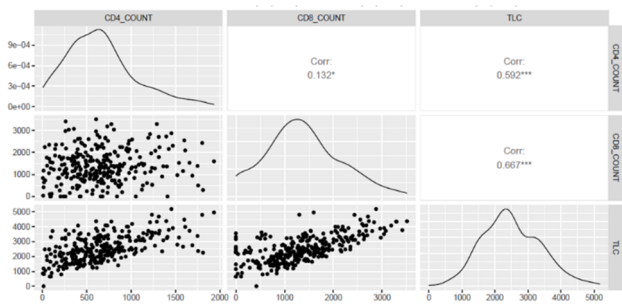 CD4_COUNT CD8_COUNT TLC
9e-04
6e-04
3e-04
0e+00
Corr:
0.132*
Corr:
0.592***
CD4_COUNT
3000
2000
1000
0
Corr:
0.667***
CD8_COUNT
5000
4000
3000
2000
1000
0
TLC
0 500 1000 1500 2000 0 1000 2000 3000 0 1000 2000 3000 4000 5000